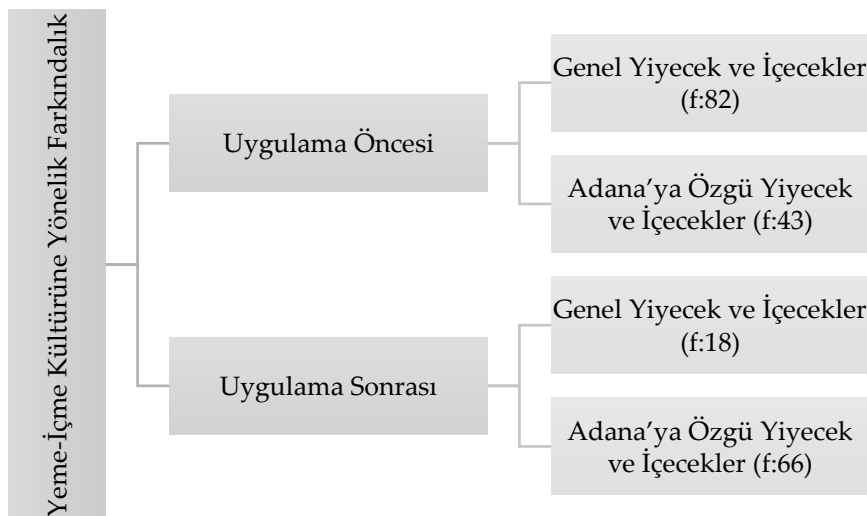 Yeme-İçme Kültürüne Yönelik Farkındalık
Uygulama Öncesi
Genel Yiyecek ve İçecekler
(f:82)
Adana’ya Özgü Yiyecek
ve İçecekler (f:43)
Uygulama Sonrası
Genel Yiyecek ve İçecekler
(f:18)
Adana’ya Özgü Yiyecek
ve İçecekler (f:66)